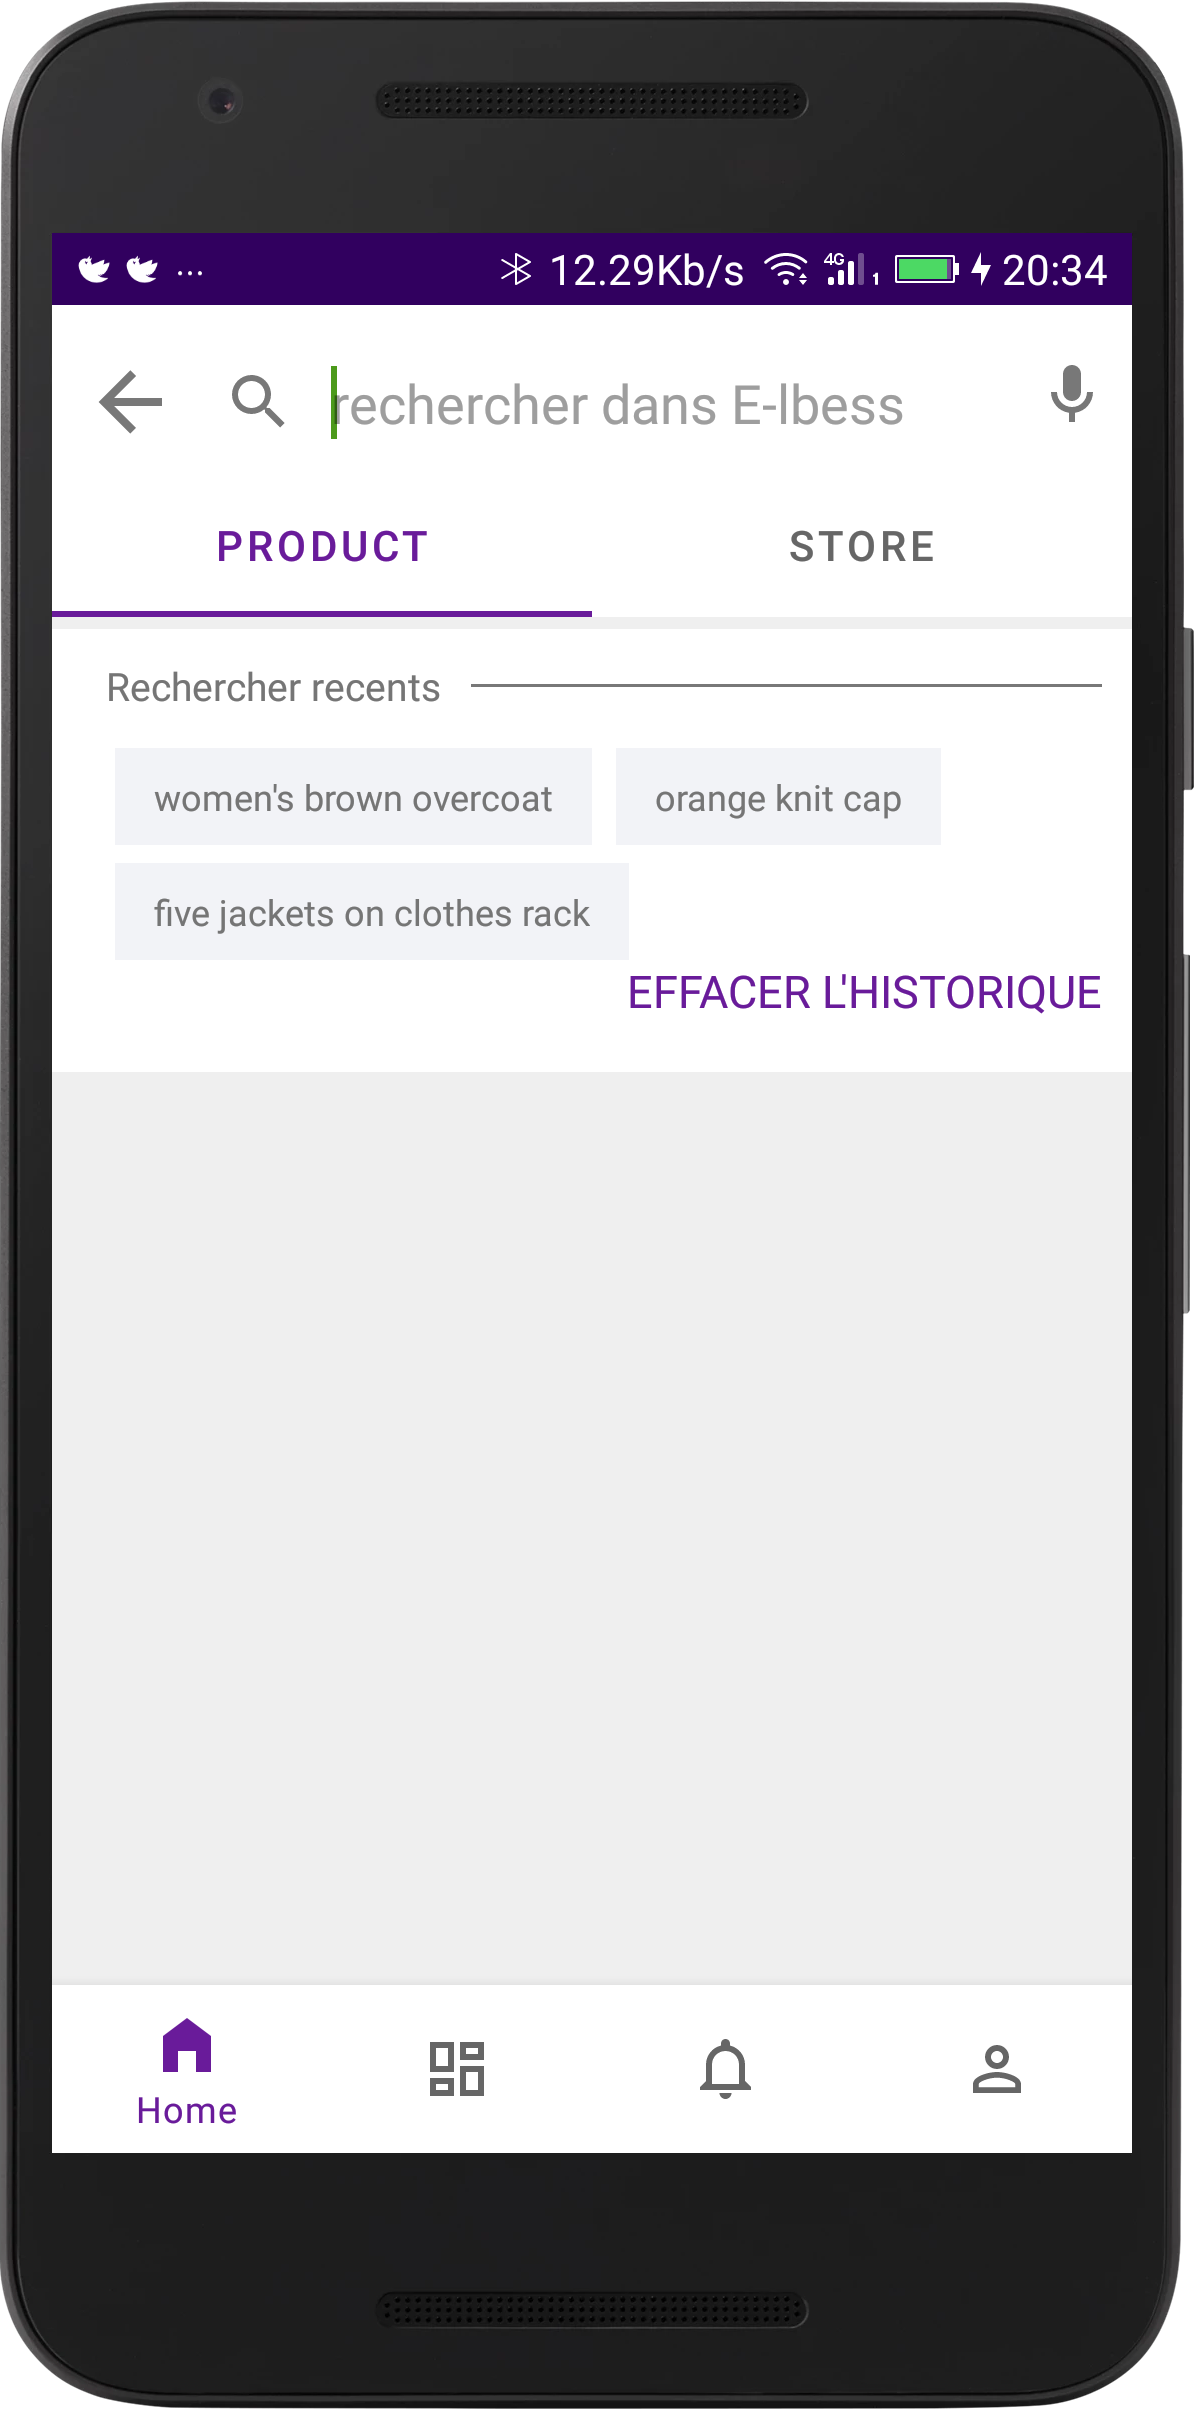 ... 12.29Kb/s 4G 1 20:34
rechercher dans E-lbess
PRODUCT STORE
Rechercher recents
women's brown overcoat orange knit cap
five jackets on clothes rack
EFFACER L'HISTORIQUE
Home